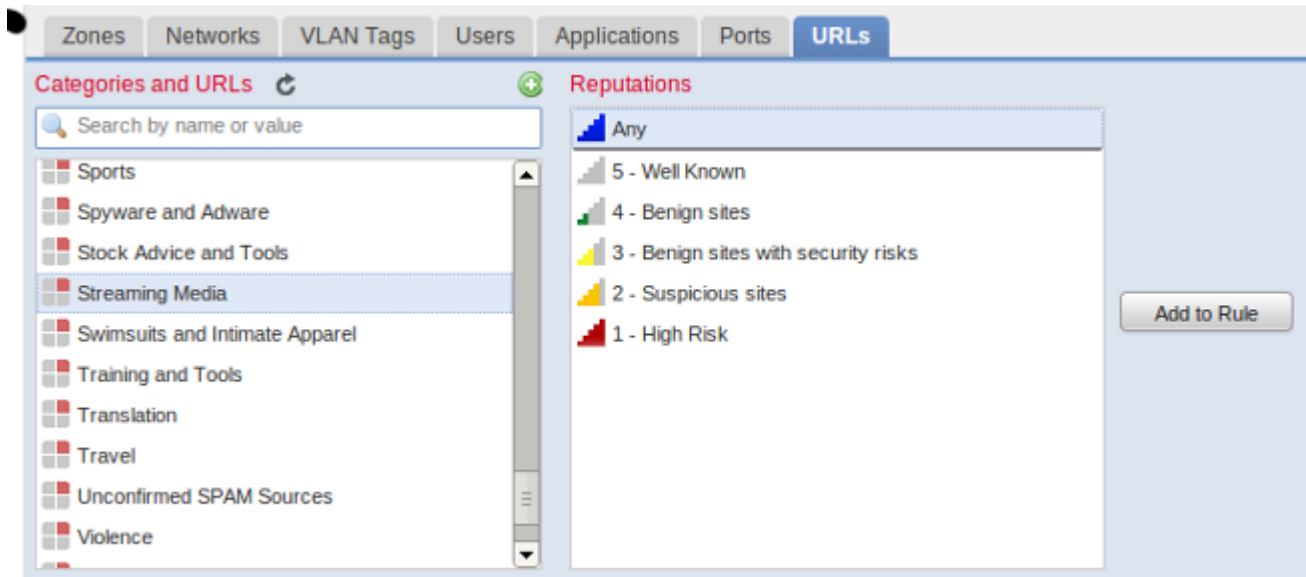 Zones Networks VLAN Tags Users Applications Ports URLs
Categories and URLs
Search by name or value
Sports
Spyware and Adware
Stock Advice and Tools
Streaming Media
Swimsuits and Intimate Apparel
Training and Tools
Translation
Travel
Unconfirmed SPAM Sources
Violence
Reputations
Any
5 - Well Known
4 - Benign sites
3 - Benign sites with security risks
2 - Suspicious sites
1 - High Risk
Add to Rule